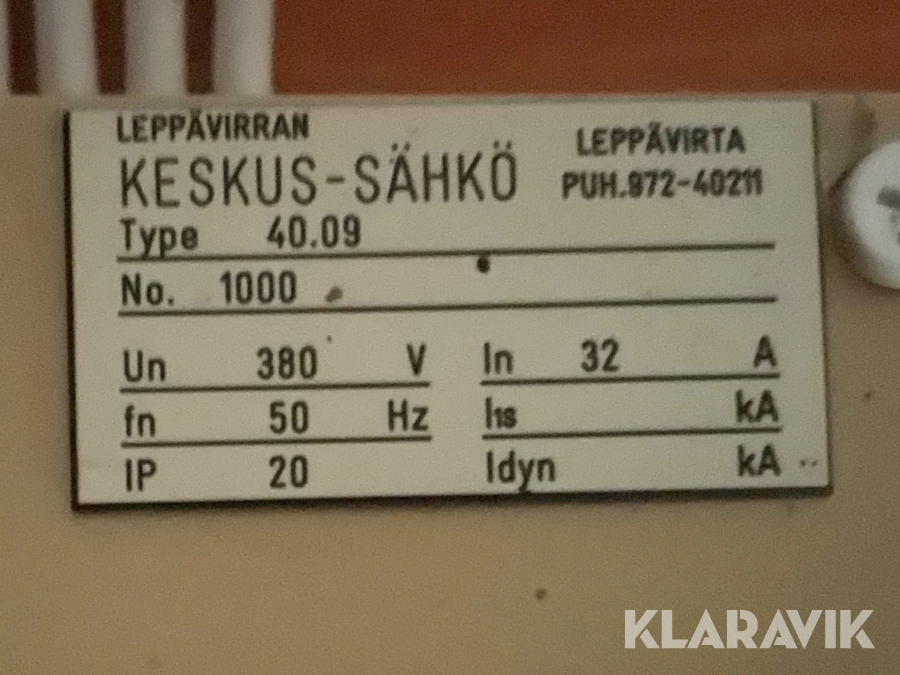 LEPPÄVIRRAN
KESKUS-SÄHKÖ
LEPPÄVIRTA
PUH.972-40211
Type 40.09
No. 1000
Un 380 V In 32 A
fn 50 Hz I1s kA
IP 20 Idyn kA
KLARAVIK